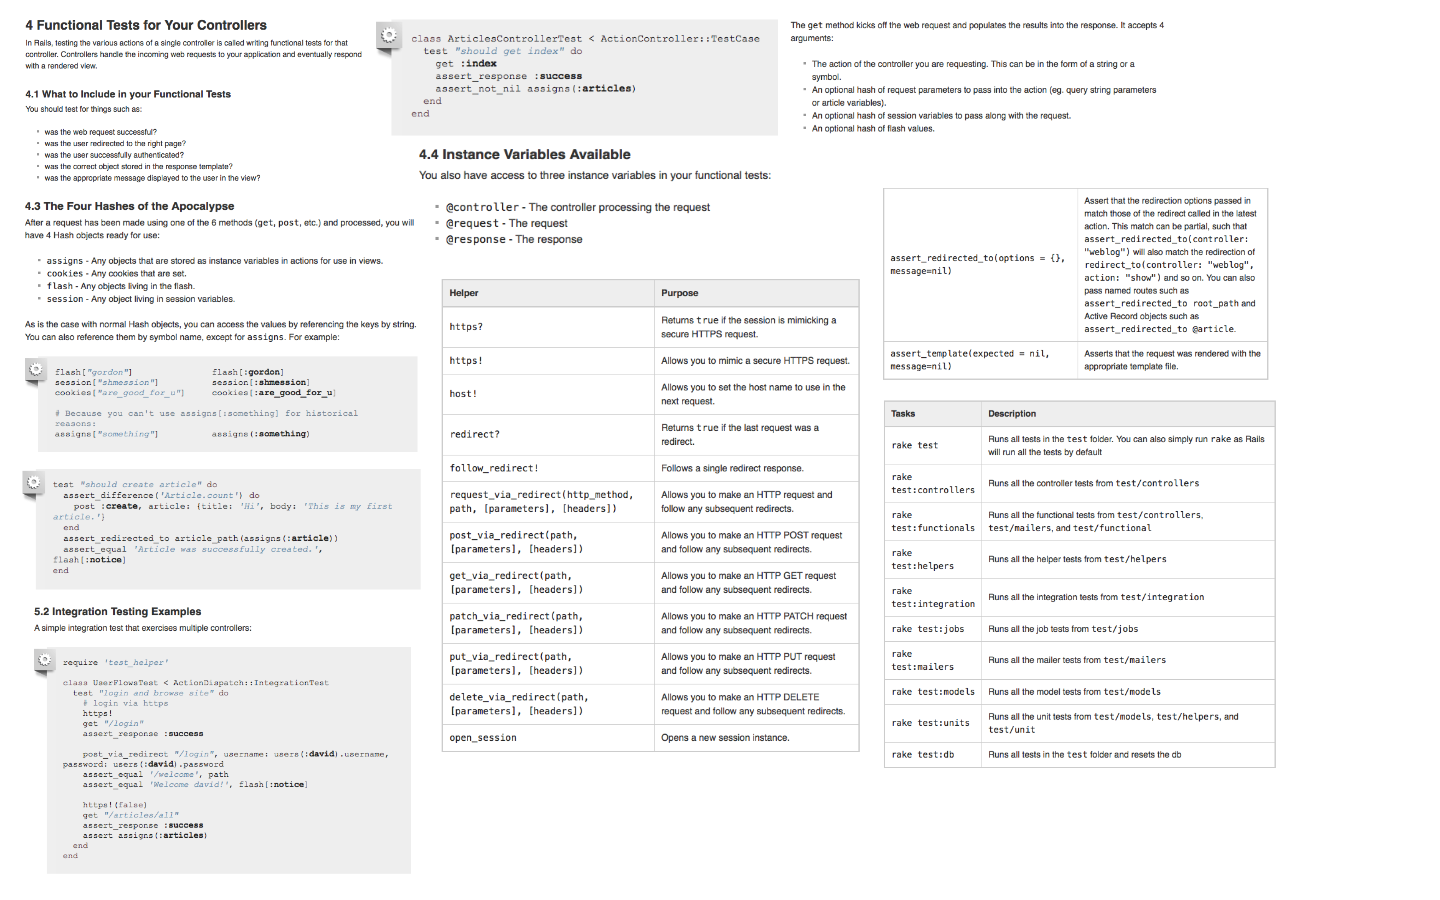 4 Functional Tests for Your Controllers
In Rails, testing the various actions of a single controller is called writing functional tests for that
controller. Controllers handle the incoming web requests to your application and eventually respond
with a rendered view.
4.1 What to Include in your Functional Tests
You should test for things such as:
was the web request successful?
was the user redirected to the right page?
was the user successfully authenticated?
was the correct object stored in the response template?
was the appropriate message displayed to the user in the view?
4.3 The Four Hashes of the Apocalypse
After a request has been made using one of the 6 methods (get, post, etc.) and processed, you will
have 4 Hash objects ready for use:
assigns - Any objects that are stored as instance variables in actions for use in views.
cookies - Any cookies that are set.
flash - Any objects living in the flash.
session - Any object living in session variables.
As is the case with normal Hash objects, you can access the values by referencing the keys by string.
You can also reference them by symbol name, except for assigns. For example:
flash["gordon"] flash[:gordon]
session["shmession"] session[:shmession]
cookies["are_good_for_u"] cookies[:are_good_for_u]
# Because you can't use assigns[:something] for historical
reasons:
assigns["something"] assigns(:something)
test "should create article" do
assert_difference('Article.count') do
post :create, article: {title: 'Hi', body: 'This is my first
article.'}
end
assert_redirected_to article_path(assigns(:article))
assert_equal 'Article was successfully created.',
flash[:notice]
end
5.2 Integration Testing Examples
A simple integration test that exercises multiple controllers:
require 'test_helper'
class UserFlowsTest < ActionDispatch::IntegrationTest
test "login and browse site" do
# login via https
https!
get "/login"
assert_response :success
post_via_redirect "/login", username: users(:david).username,
password: users(:david).password
assert_equal '/welcome', path
assert_equal 'Welcome david!', flash[:notice]
https!(false)
get "/articles/all"
assert_response :success
assert assigns(:articles)
end
end
class ArticlesControllerTest < ActionController::TestCase
test "should get index" do
get :index
assert_response :success
assert_not_nil assigns(:articles)
end
end
4.4 Instance Variables Available
You also have access to three instance variables in your functional tests:
@controller - The controller processing the request
@request - The request
@response - The response
Helper Purpose
https? Returns true if the session is mimicking a
secure HTTPS request.
https! Allows you to mimic a secure HTTPS request.
host! Allows you to set the host name to use in the
next request.
redirect? Returns true if the last request was a
redirect.
follow_redirect! Follows a single redirect response.
request_via_redirect(http_method, Allows you to make an HTTP request and
path, [parameters], [headers]) follow any subsequent redirects.
post_via_redirect(path, Allows you to make an HTTP POST request
[parameters], [headers]) and follow any subsequent redirects.
get_via_redirect(path, Allows you to make an HTTP GET request
[parameters], [headers]) and follow any subsequent redirects.
patch_via_redirect(path, Allows you to make an HTTP PATCH request
[parameters], [headers]) and follow any subsequent redirects.
put_via_redirect(path, Allows you to make an HTTP PUT request
[parameters], [headers]) and follow any subsequent redirects.
delete_via_redirect(path, Allows you to make an HTTP DELETE
[parameters], [headers]) request and follow any subsequent redirects.
open_session Opens a new session instance.
The get method kicks off the web request and populates the results into the response. It accepts 4
arguments:
The action of the controller you are requesting. This can be in the form of a string or a
symbol.
An optional hash of request parameters to pass into the action (eg. query string parameters
or article variables).
An optional hash of session variables to pass along with the request.
An optional hash of flash values.
assert_redirected_to(options = {},
message=nil)
Assert that the redirection options passed in
match those of the redirect called in the latest
action. This match can be partial, such that
assert_redirected_to(controller:
"weblog") will also match the redirection of
redirect_to(controller: "weblog",
action: "show") and so on. You can also
pass named routes such as
assert_redirected_to root_path and
Active Record objects such as
assert_redirected_to @article.
assert_template(expected = nil, Asserts that the request was rendered with the
message=nil) appropriate template file.
Tasks Description
rake test Runs all tests in the test folder. You can also simply run rake as Rails
will run all the tests by default
rake
test:controllers Runs all the controller tests from test/controllers
rake Runs all the functional tests from test/controllers,
test:functionals test/mailers, and test/functional
rake
test:helpers Runs all the helper tests from test/helpers
rake
test:integration Runs all the integration tests from test/integration
rake test:jobs Runs all the job tests from test/jobs
rake
test:mailers Runs all the mailer tests from test/mailers
rake test:models Runs all the model tests from test/models
rake test:units Runs all the unit tests from test/models, test/helpers, and
test/unit
rake test:db Runs all tests in the test folder and resets the db